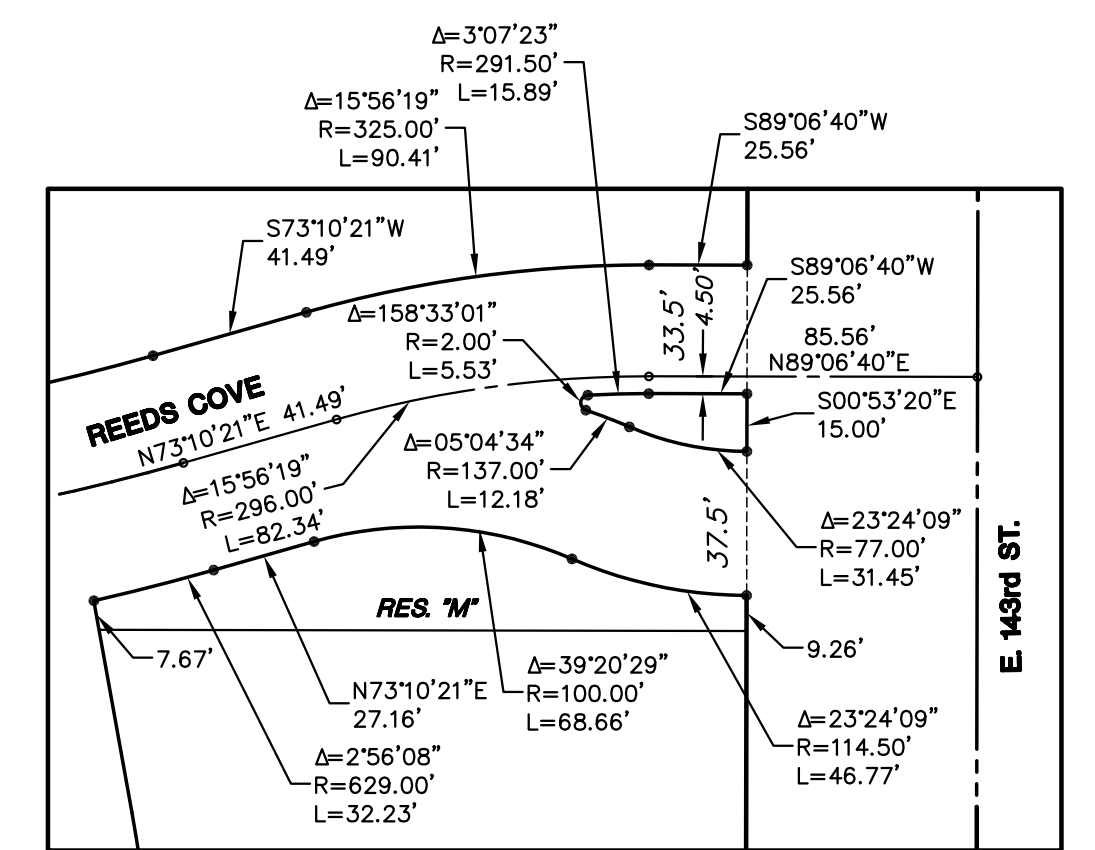 Δ=3°07'23"
R=291.50'
L=15.89'
Δ=15°56'19"
R=325.00'
L=90.41'
S89°06'40"W
25.56'
S73°10'21"W
41.49'
S89°06'40"W
25.56'
Δ=158°33'01"
R=2.00'
L=5.53'
33.5'
4.50'
85.56'
N89°06'40"E
REEDS COVE
N73°10'21"E 41.49'
S00°53'20"E
15.00'
Δ=05°04'34"
R=137.00'
L=12.18'
Δ=15°56'19"
R=296.00'
L=82.34'
37.5'
Δ=23°24'09"
R=77.00'
L=31.45'
E. 143rd ST.
RES. "M"
7.67'
9.26'
Δ=39°20'29"
R=100.00'
L=68.66'
N73°10'21"E
27.16'
Δ=23°24'09"
R=114.50'
L=46.77'
Δ=2°56'08"
R=629.00'
L=32.23'